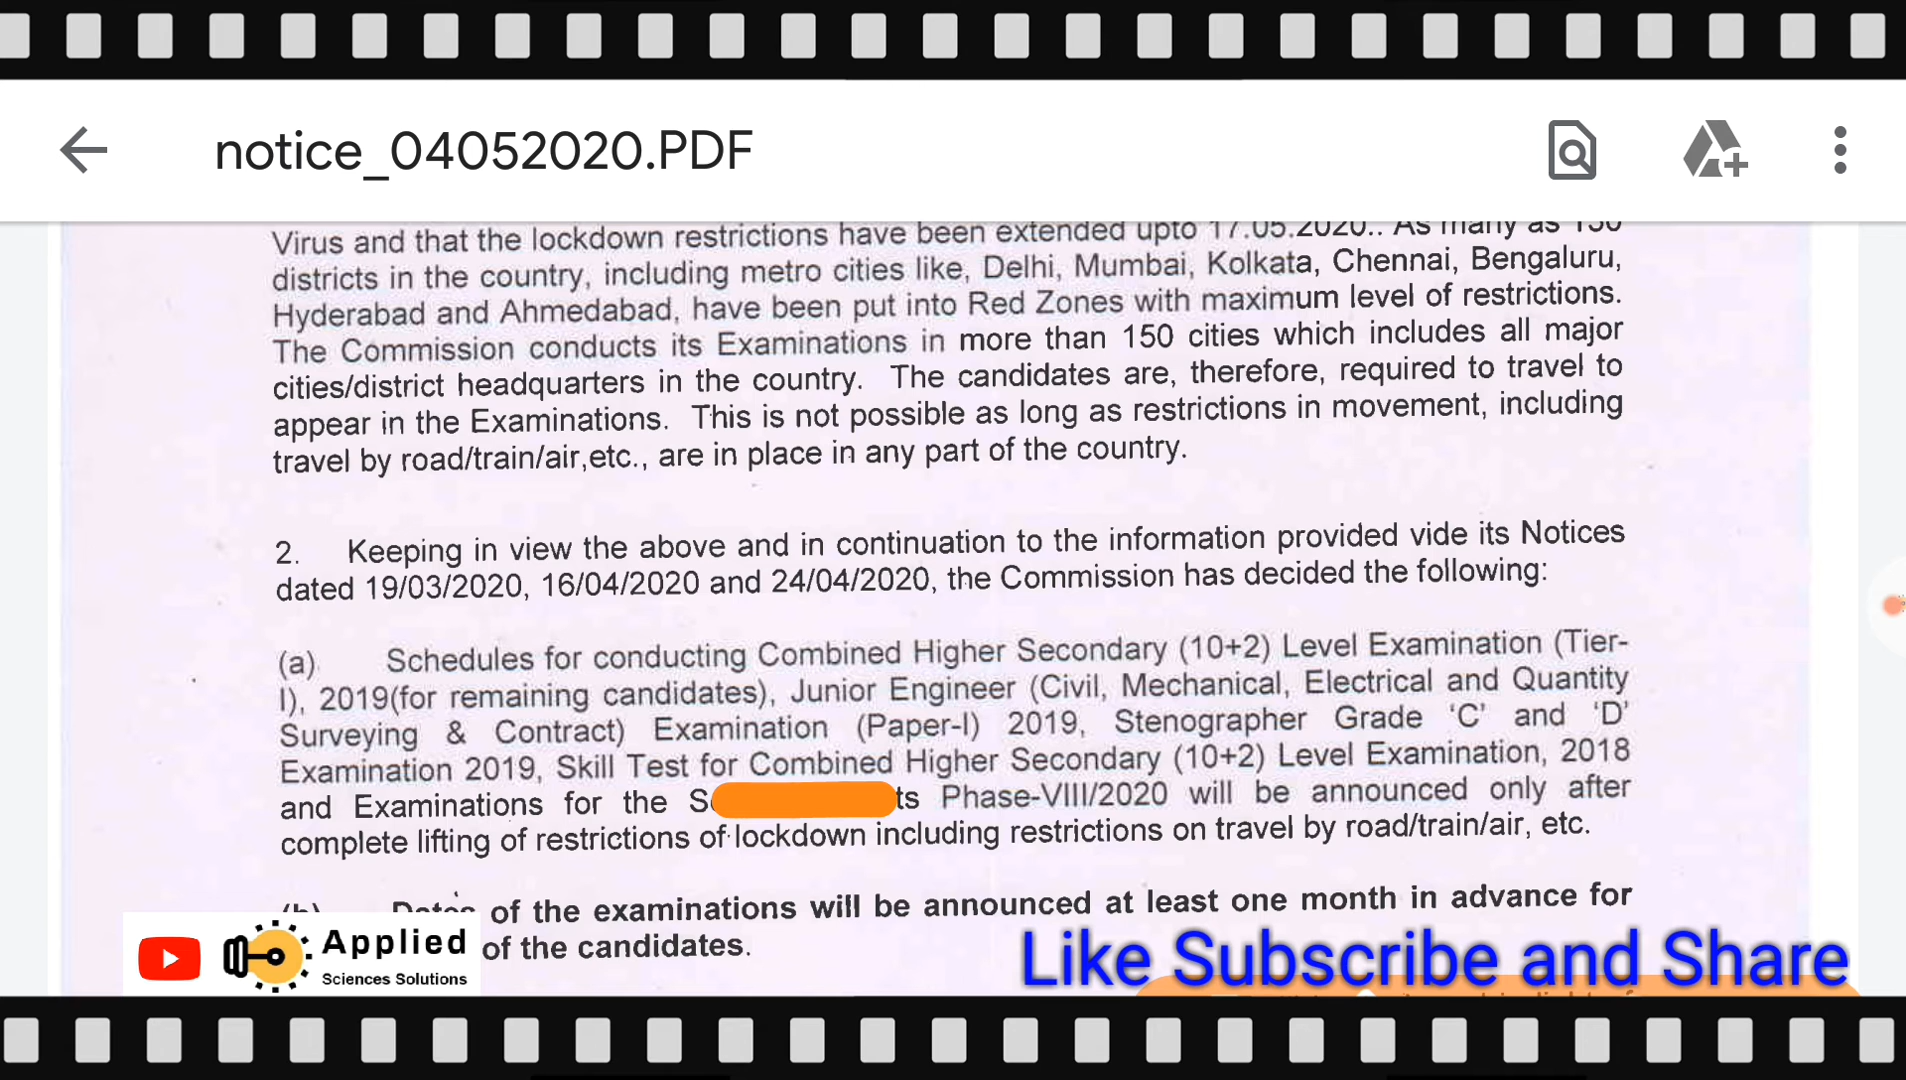 notice_04052020.PDF
Virus and that the lockdown restrictions have been extended upto 17.05.2020.. As many as 130
districts in the country, including metro cities like, Delhi, Mumbai, Kolkata, Chennai, Bengaluru,
Hyderabad and Ahmedabad, have been put into Red Zones with maximum level of restrictions.
The Commission conducts its Examinations in more than 150 cities which includes all major
cities/district headquarters in the country. The candidates are, therefore, required to travel to
appear in the Examinations. This is not possible as long as restrictions in movement, including
travel by road/train/air,etc., are in place in any part of the country.
2. Keeping in view the above and in continuation to the information provided vide its Notices
dated 19/03/2020, 16/04/2020 and 24/04/2020, the Commission has decided the following:
(a) Schedules for conducting Combined Higher Secondary (10+2) Level Examination (Tier-
I), 2019(for remaining candidates), Junior Engineer (Civil, Mechanical, Electrical and Quantity
Surveying & Contract) Examination (Paper-I) 2019, Stenographer Grade 'C' and 'D'
Examination 2019, Skill Test for Combined Higher Secondary (10+2) Level Examination, 2018
and Examinations for the Phase-VIII/2020 will be announced only after
complete lifting of restrictions of lockdown including restrictions on travel by road/train/air, etc.
(b) Dates of the examinations will be announced at least one month in advance for
of the candidates.
Applied
Sciences Solutions
Like Subscribe and Share